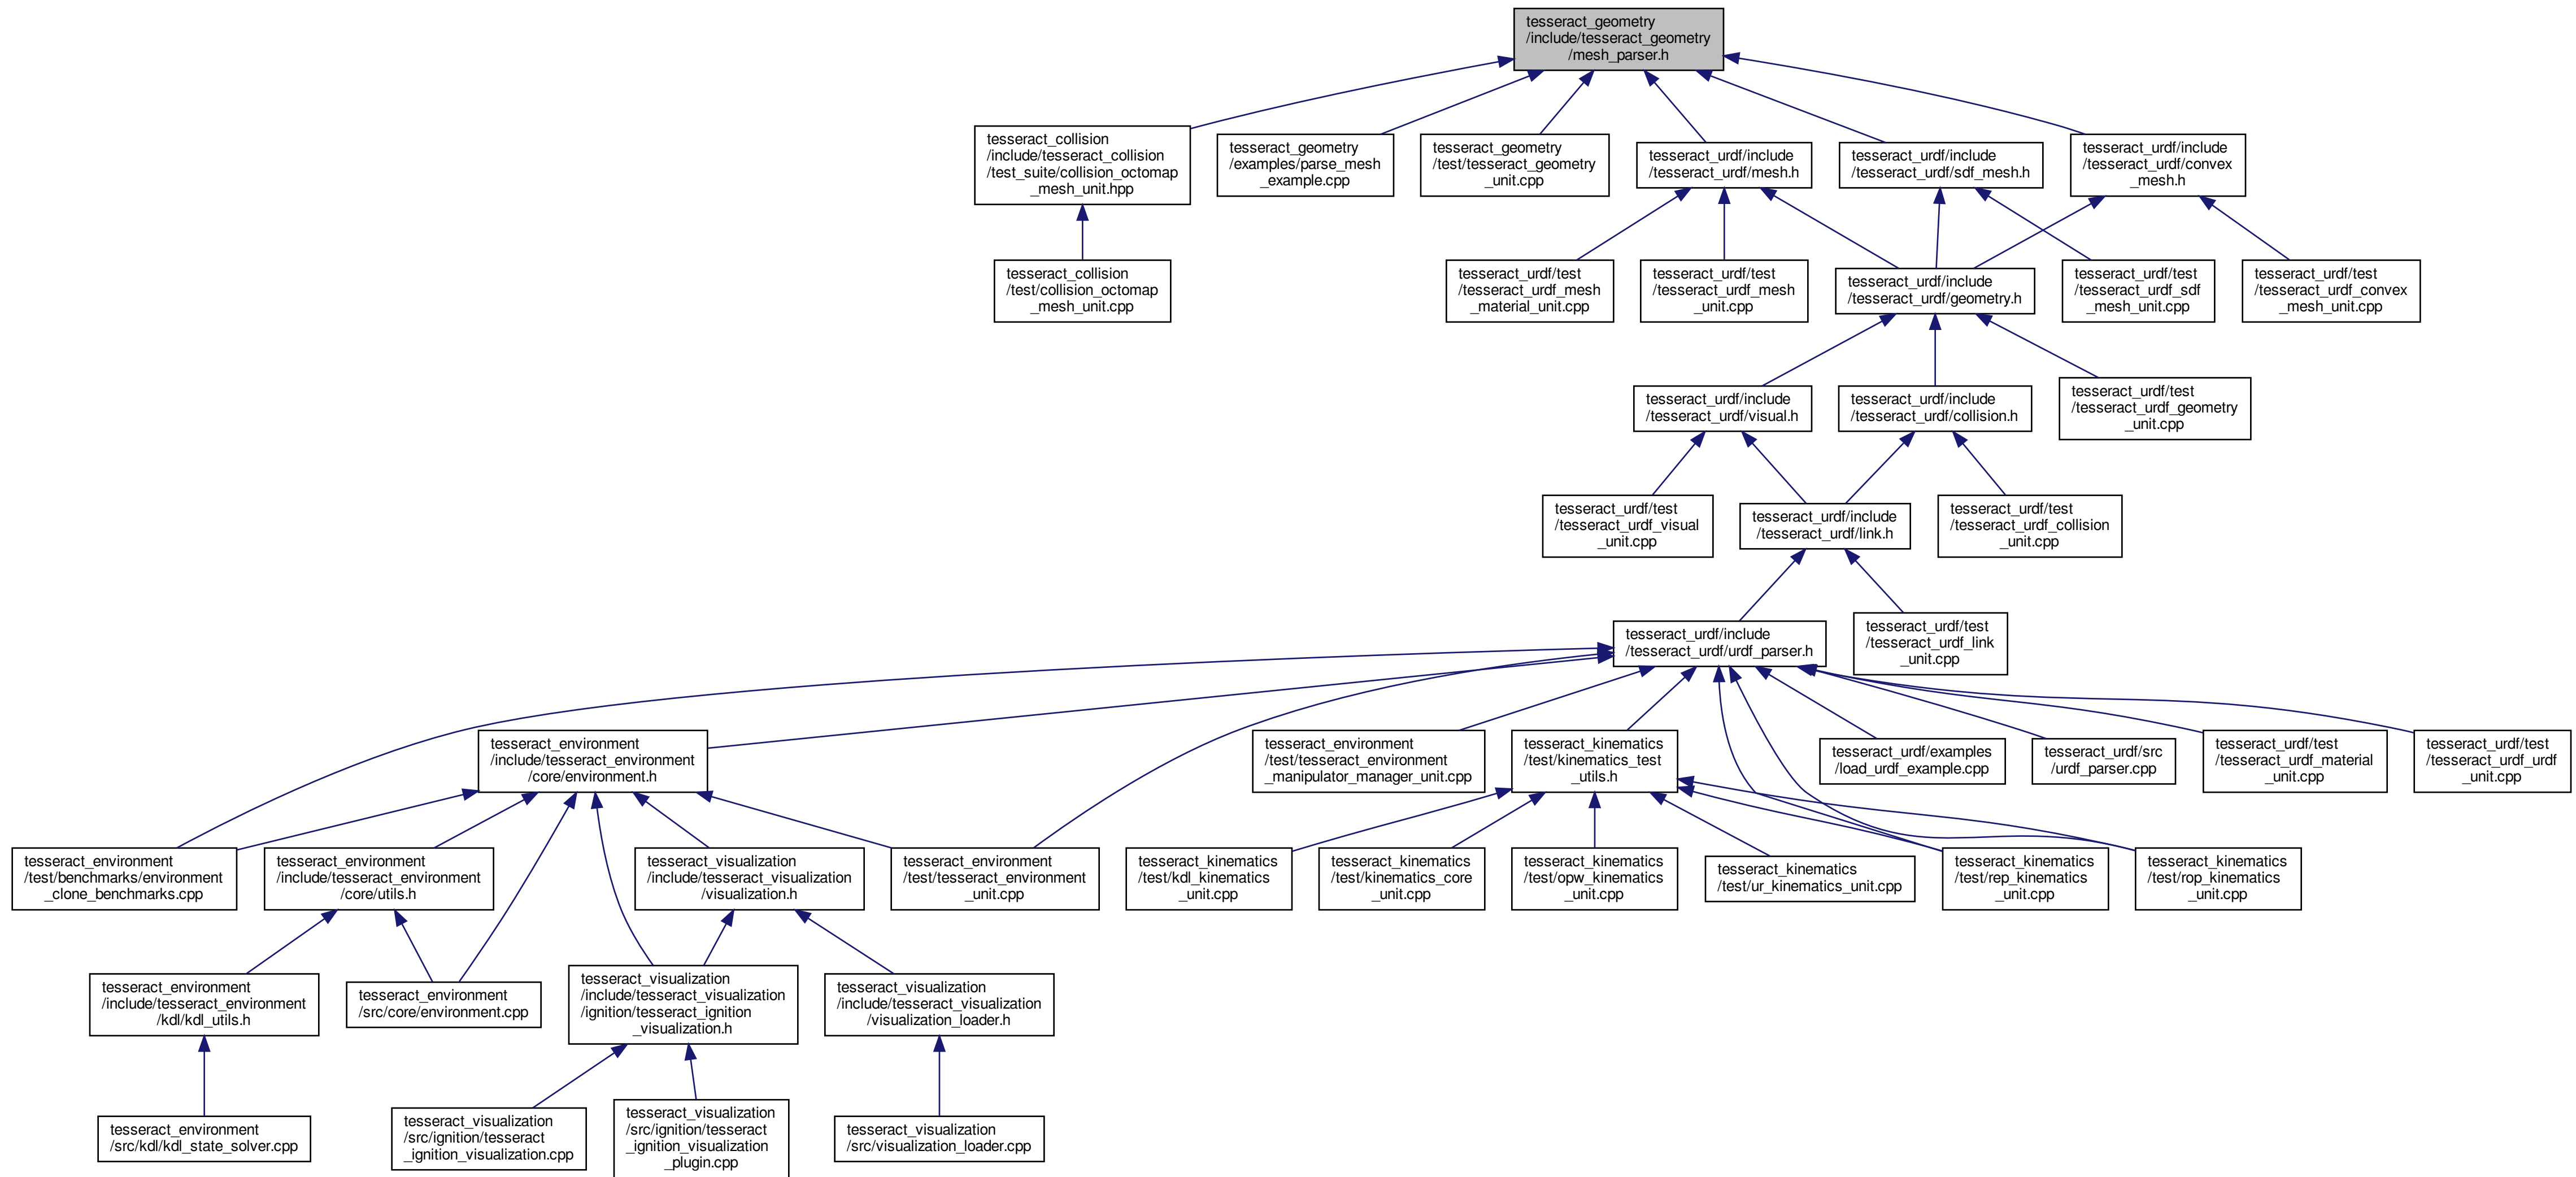 tesseract_geometry
/include/tesseract_geometry
/mesh_parser.h
tesseract_collision
/include/tesseract_collision
/test_suite/collision_octomap
_mesh_unit.hpp
tesseract_geometry
/examples/parse_mesh
_example.cpp
tesseract_geometry
/test/tesseract_geometry
_unit.cpp
tesseract_urdf/include
/tesseract_urdf/mesh.h
tesseract_urdf/include
/tesseract_urdf/sdf_mesh.h
tesseract_urdf/include
/tesseract_urdf/convex
_mesh.h
tesseract_collision
/test/collision_octomap
_mesh_unit.cpp
tesseract_urdf/test
/tesseract_urdf_mesh
_material_unit.cpp
tesseract_urdf/test
/tesseract_urdf_mesh
_unit.cpp
tesseract_urdf/include
/tesseract_urdf/geometry.h
tesseract_urdf/test
/tesseract_urdf_sdf
_mesh_unit.cpp
tesseract_urdf/test
/tesseract_urdf_convex
_mesh_unit.cpp
tesseract_urdf/include
/tesseract_urdf/visual.h
tesseract_urdf/include
/tesseract_urdf/collision.h
tesseract_urdf/test
/tesseract_urdf_geometry
_unit.cpp
tesseract_urdf/test
/tesseract_urdf_visual
_unit.cpp
tesseract_urdf/include
/tesseract_urdf/link.h
tesseract_urdf/test
/tesseract_urdf_collision
_unit.cpp
tesseract_urdf/include
/tesseract_urdf/urdf_parser.h
tesseract_urdf/test
/tesseract_urdf_link
_unit.cpp
tesseract_environment
/include/tesseract_environment
/core/environment.h
tesseract_environment
/test/tesseract_environment
_manipulator_manager_unit.cpp
tesseract_kinematics
/test/kinematics_test
_utils.h
tesseract_urdf/examples
/load_urdf_example.cpp
tesseract_urdf/src
/urdf_parser.cpp
tesseract_urdf/test
/tesseract_urdf_material
_unit.cpp
tesseract_urdf/test
/tesseract_urdf_urdf
_unit.cpp
tesseract_environment
/test/benchmarks/environment
_clone_benchmarks.cpp
tesseract_environment
/include/tesseract_environment
/core/utils.h
tesseract_visualization
/include/tesseract_visualization
/visualization.h
tesseract_environment
/test/tesseract_environment
_unit.cpp
tesseract_kinematics
/test/kdl_kinematics
_unit.cpp
tesseract_kinematics
/test/kinematics_core
_unit.cpp
tesseract_kinematics
/test/opw_kinematics
_unit.cpp
tesseract_kinematics
/test/ur_kinematics_unit.cpp
tesseract_kinematics
/test/rep_kinematics
_unit.cpp
tesseract_kinematics
/test/rop_kinematics
_unit.cpp
tesseract_environment
/include/tesseract_environment
/kdl/kdl_utils.h
tesseract_environment
/src/core/environment.cpp
tesseract_visualization
/include/tesseract_visualization
/ignition/tesseract_ignition
_visualization.h
tesseract_visualization
/include/tesseract_visualization
/visualization_loader.h
tesseract_environment
/src/kdl/kdl_state_solver.cpp
tesseract_visualization
/src/ignition/tesseract
_ignition_visualization.cpp
tesseract_visualization
/src/ignition/tesseract
_ignition_visualization
_plugin.cpp
tesseract_visualization
/src/visualization_loader.cpp